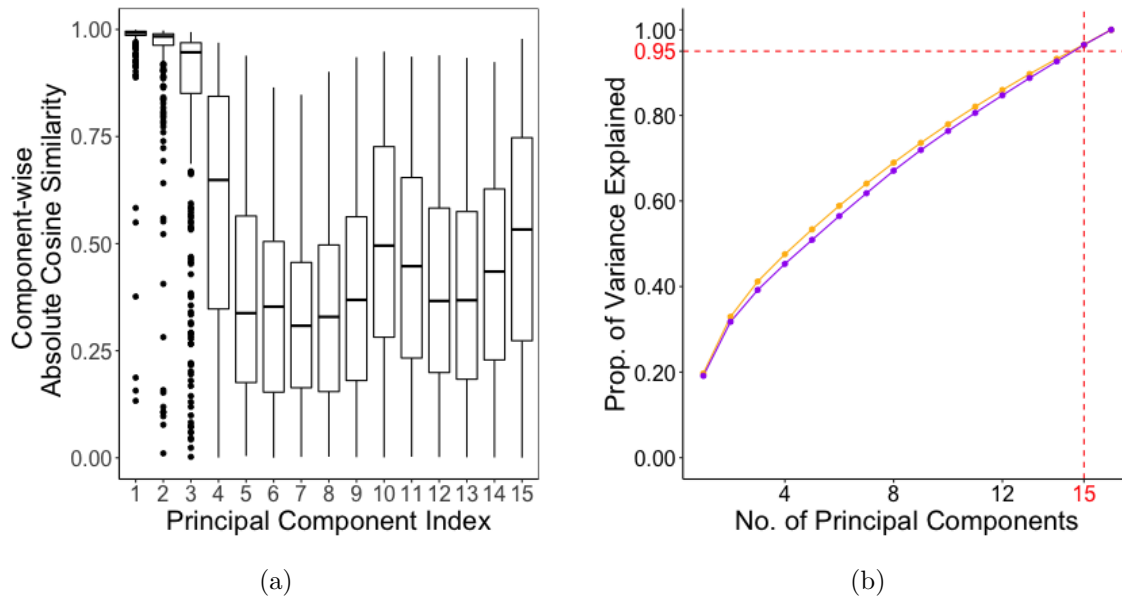 Component-wise
Absolute Cosine Similarity
1.00
0.75
0.50
0.25
0.00
1 2 3 4 5 6 7 8 9 10 11 12 13 14 15
Principal Component Index
(a)
Prop. of Variance Explained
1.00
0.95
0.80
0.60
0.40
0.20
0.00
4 8 12 15
No. of Principal Components
(b)